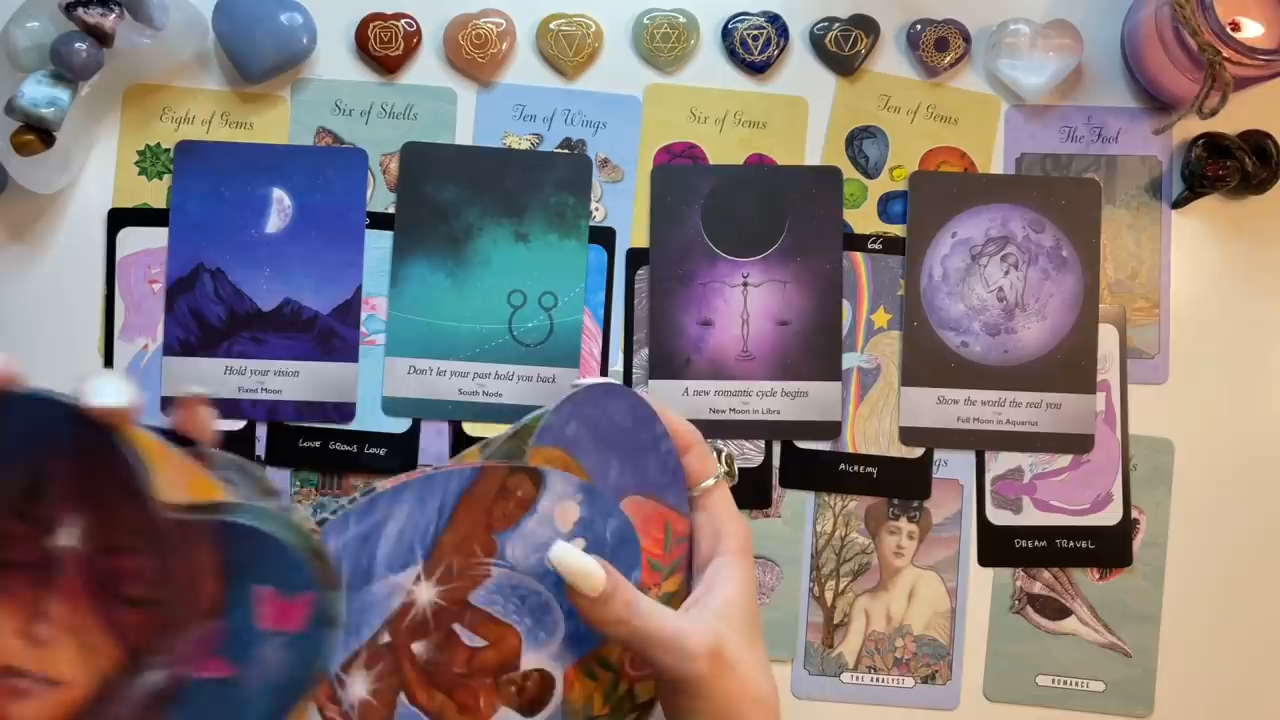 Eight of Gems
Six of Shells
Ten of Wings
Six of Gems
Ten of Gems
V
The Fool
66
Hold your vision
Fixed Moon
Don't let your past hold you back
South Node
A new romantic cycle begins
New Moon in Libra
Show the world the real you
Full Moon in Aquarius
LOVE GROWS LOVE
ALCHEMY
DREAM TRAVEL
THE ANALYST
ROMANCE